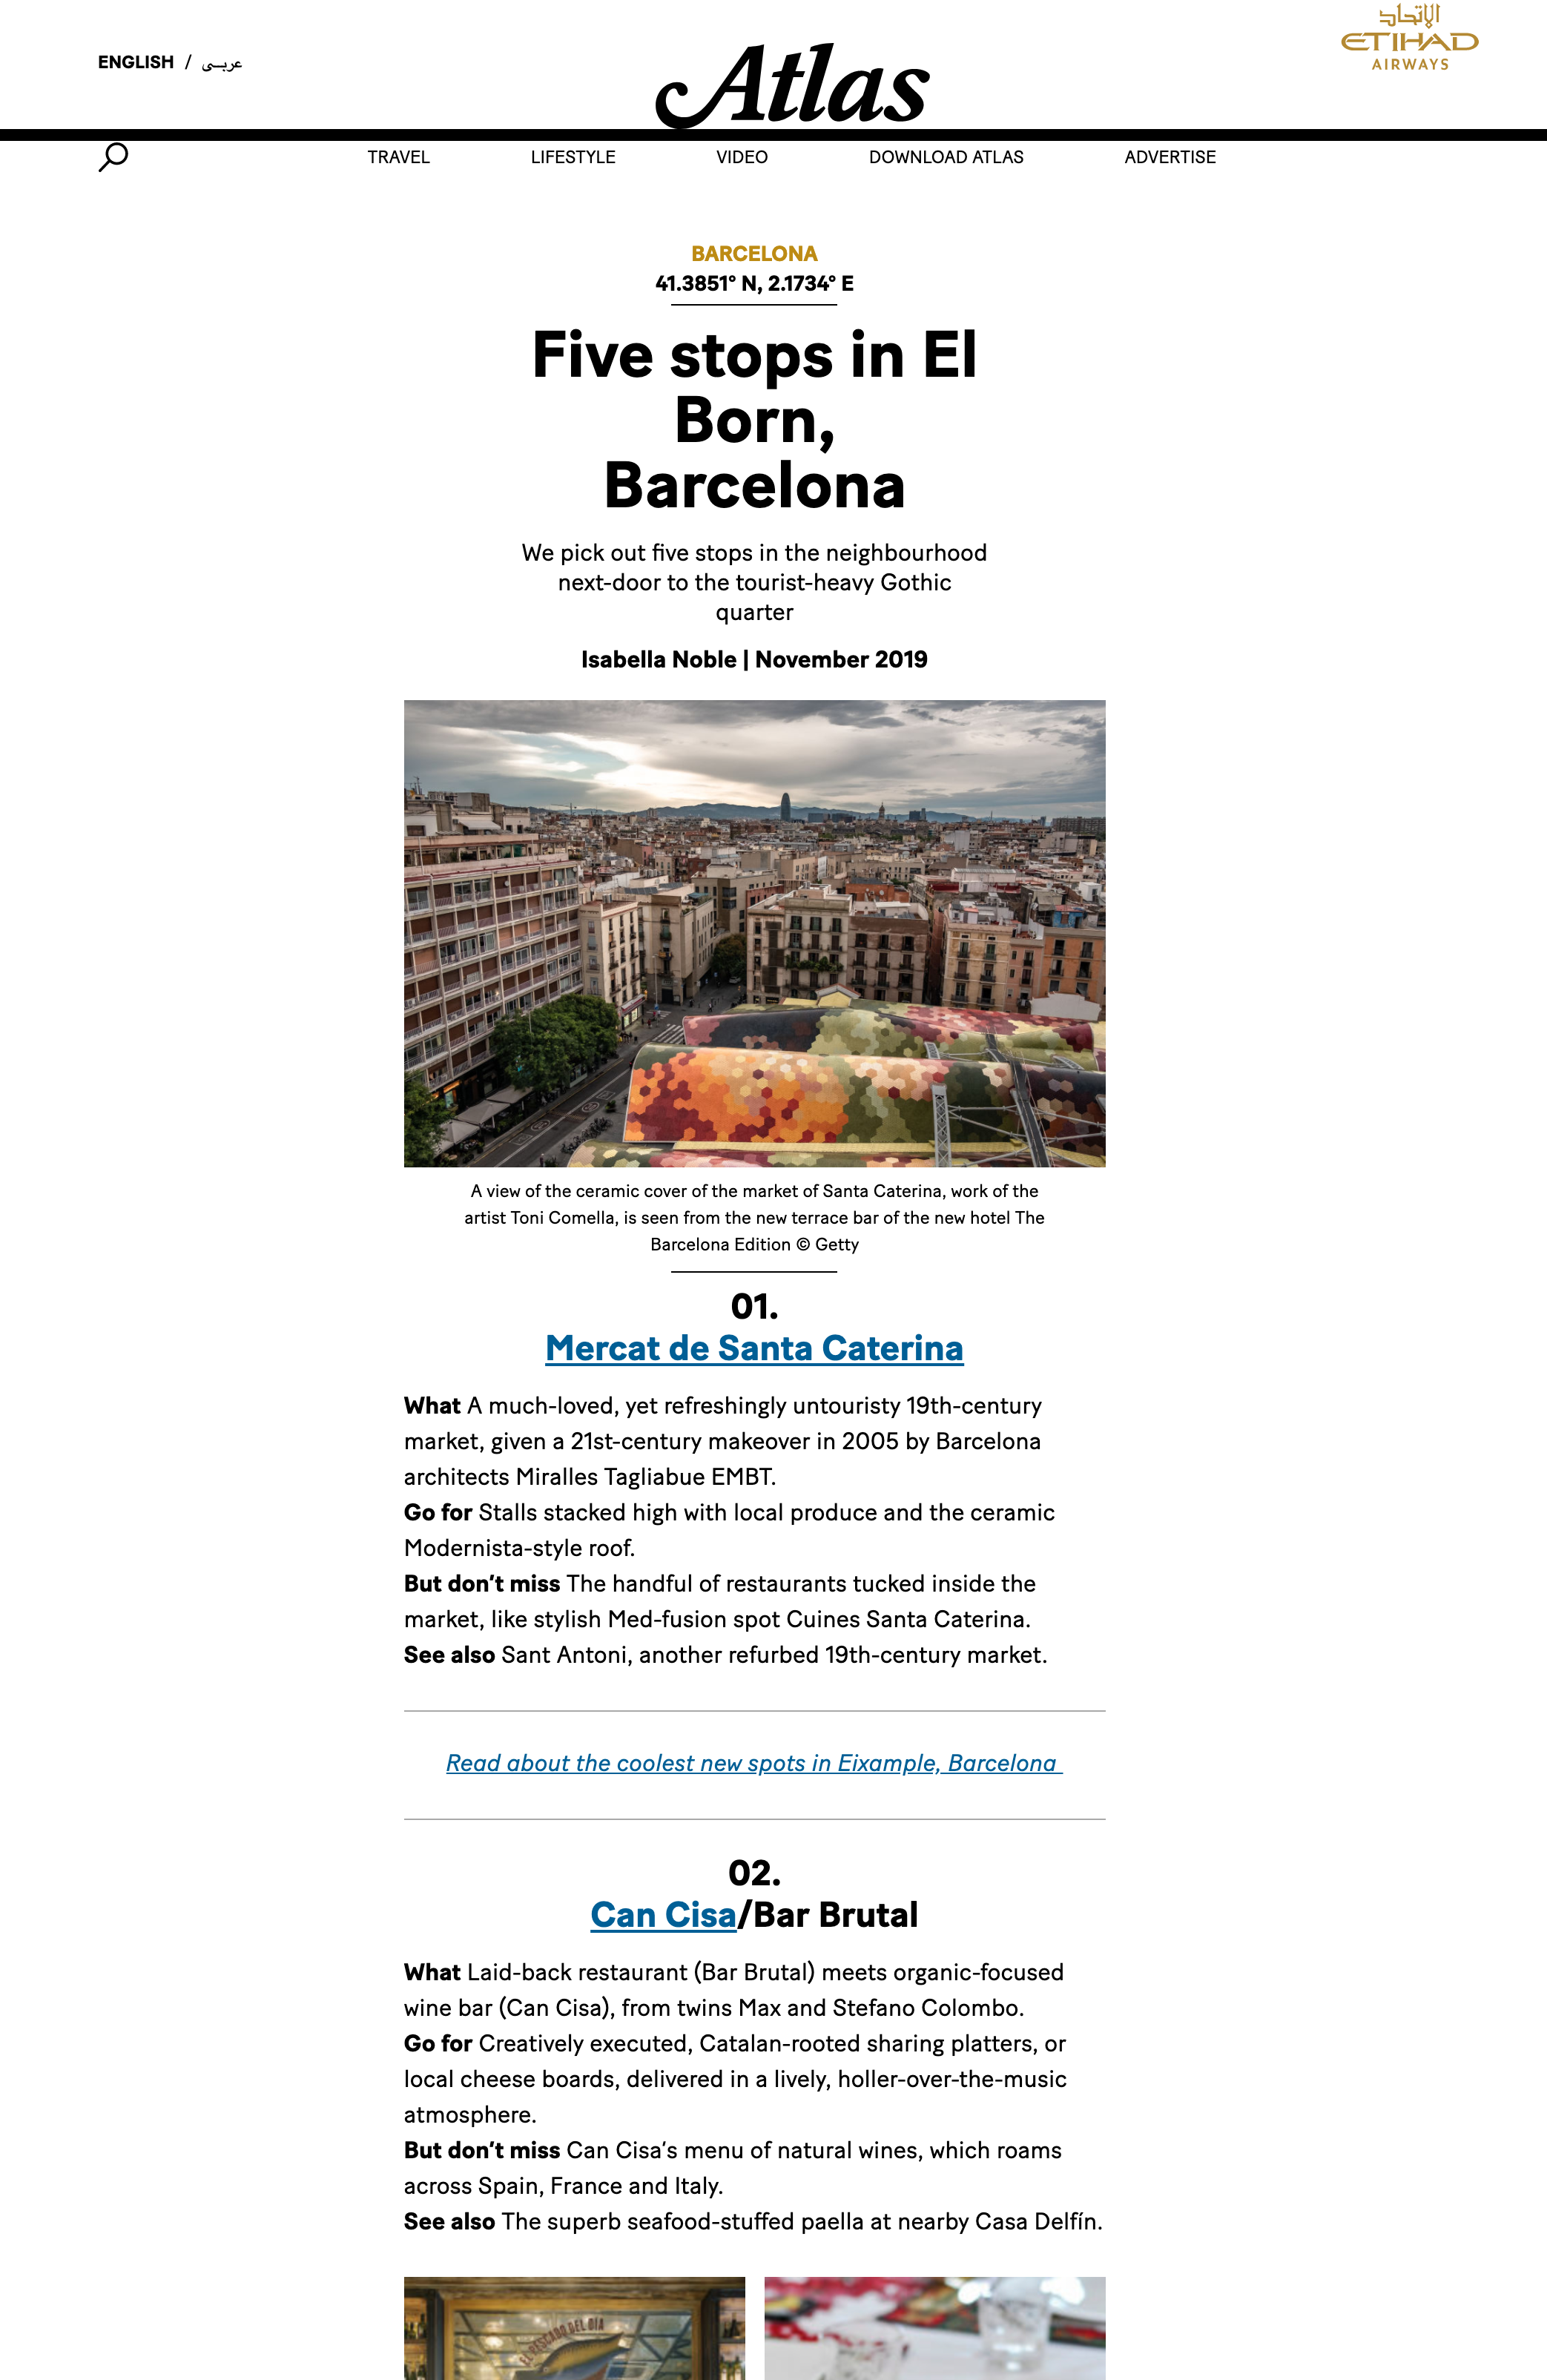 الإتحاد
ETIHAD
AIRWAYS
ENGLISH / عربي
Atlas
TRAVEL LIFESTYLE VIDEO DOWNLOAD ATLAS ADVERTISE
BARCELONA
41.3851° N, 2.1734° E
Five stops in El
Born,
Barcelona
We pick out five stops in the neighbourhood
next-door to the tourist-heavy Gothic
quarter
Isabella Noble | November 2019
A view of the ceramic cover of the market of Santa Caterina, work of the
artist Toni Comella, is seen from the new terrace bar of the new hotel The
Barcelona Edition © Getty
01.
Mercat de Santa Caterina
What A much-loved, yet refreshingly untouristy 19th-century
market, given a 21st-century makeover in 2005 by Barcelona
architects Miralles Tagliabue EMBT.
Go for Stalls stacked high with local produce and the ceramic
Modernista-style roof.
But don’t miss The handful of restaurants tucked inside the
market, like stylish Med-fusion spot Cuines Santa Caterina.
See also Sant Antoni, another refurbed 19th-century market.
Read about the coolest new spots in Eixample, Barcelona
02.
Can Cisa/Bar Brutal
What Laid-back restaurant (Bar Brutal) meets organic-focused
wine bar (Can Cisa), from twins Max and Stefano Colombo.
Go for Creatively executed, Catalan-rooted sharing platters, or
local cheese boards, delivered in a lively, holler-over-the-music
atmosphere.
But don’t miss Can Cisa’s menu of natural wines, which roams
across Spain, France and Italy.
See also The superb seafood-stuffed paella at nearby Casa Delfín.
EL PESCADO DEL DIA